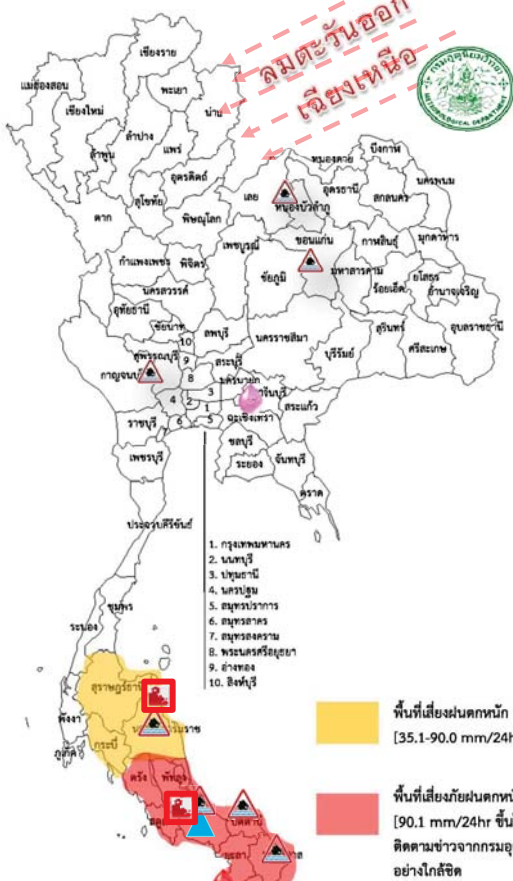 ลมตะวันออก
เฉียงเหนือ
กรมอุตุนิยมวิทยา
METEOROLOGICAL DEPARTMENT
เชียงราย
แม่ฮ่องสอน
เชียงใหม่
พะเยา
น่าน
ลำปาง
ลำพูน
แพร่
อุตรดิตถ์
สุโขทัย
ตาก
พิษณุโลก
เลย
หนองบัวลำภู
หนองคาย
บึงกาฬ
อุดรธานี
สกลนคร
นครพนม
เพชรบูรณ์
ขอนแก่น
กาฬสินธุ์
มุกดาหาร
กำแพงเพชร
พิจิตร
ชัยภูมิ
มหาสารคาม
ร้อยเอ็ด
ยโสธร
อำนาจเจริญ
นครสวรรค์
อุทัยธานี
ชัยนาท
ลพบุรี
นครราชสีมา
บุรีรัมย์
สุรินทร์
ศรีสะเกษ
อุบลราชธานี
สุพรรณบุรี
10
9
สระบุรี
กาญจนบุรี
8
นครนายก
3
4
2
1
5
6
7
ฉะเชิงเทรา
สระแก้ว
ราชบุรี
ชลบุรี
เพชรบุรี
ระยอง
จันทบุรี
ตราด
ประจวบคีรีขันธ์
1. กรุงเทพมหานคร
2. นนทบุรี
3. ปทุมธานี
4. นครปฐม
5. สมุทรปราการ
6. สมุทรสาคร
7. สมุทรสงคราม
8. พระนครศรีอยุธยา
9. อ่างทอง
10. สิงห์บุรี
ชุมพร
ระนอง
สุราษฎร์ธานี
พังงา
กระบี่
ภูเก็ต
ตรัง
พัทลุง
ปัตตานี
ยะลา
พื้นที่เสี่ยงฝนตกหนัก
[35.1-90.0 mm/24h
พื้นที่เสี่ยงภัยฝนตกหนั
[90.1 mm/24hr ขึ้นไ
ติดตามข่าวจากกรมอุ
อย่างใกล้ชิด